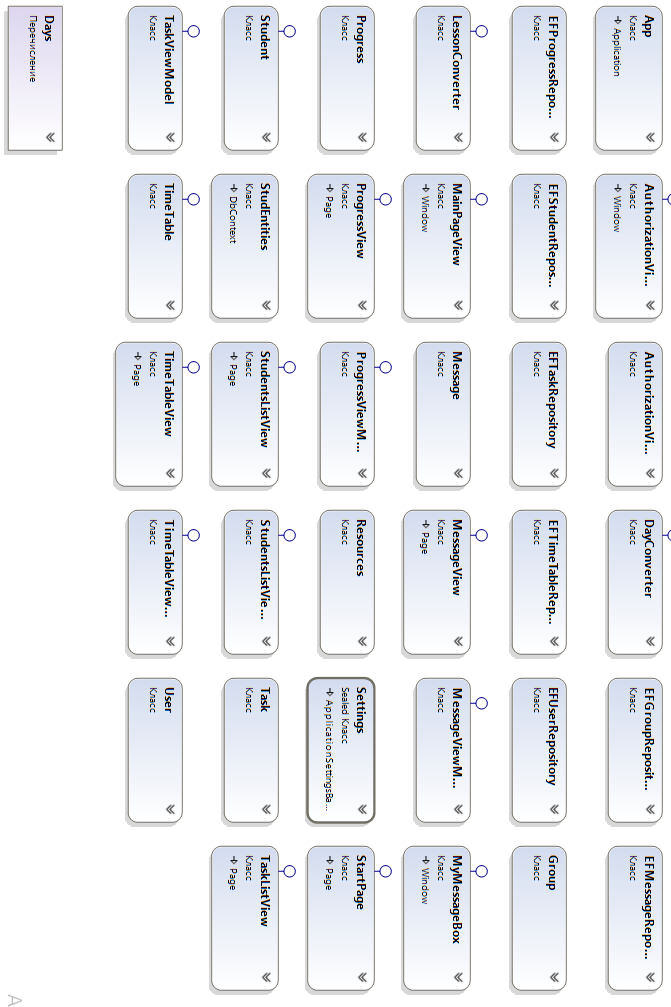 App
Класс
Application
AuthorizationVi...
Класс
Window
AuthorizationVi...
Класс
DayConverter
Класс
EFGroupReposit...
Класс
EFMessageRepo...
Класс
EFProgressRepo...
Класс
EFStudentRepos...
Класс
EFTaskRepository
Класс
EFTimeTableRep...
Класс
EFUserRepository
Класс
Group
Класс
LessonConverter
Класс
MainPageView
Класс
Window
Message
Класс
MessageView
Класс
Page
MessageViewM...
Класс
MyMessageBox
Класс
Window
Progress
Класс
ProgressView
Класс
Page
ProgressViewM...
Класс
Resources
Класс
Settings
Sealed Класс
ApplicationSettingsBa...
StartPage
Класс
Page
Student
Класс
StudEntities
Класс
DbContext
StudentsListView
Класс
Page
StudentsListVie...
Класс
Task
Класс
TaskListView
Класс
Page
TaskViewModel
Класс
TimeTable
Класс
TimeTableView
Класс
Page
TimeTableView...
Класс
User
Класс
Days
Перечисление
A